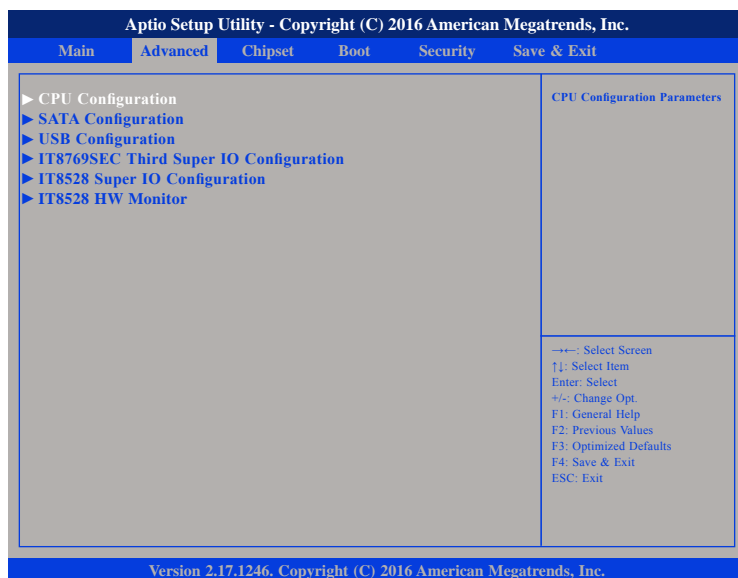 Aptio Setup Utility - Copyright (C) 2016 American Megatrends, Inc.
Main Advanced Chipset Boot Security Save & Exit
► CPU Configuration
► SATA Configuration
► USB Configuration
► IT8769SEC Third Super IO Configuration
► IT8528 Super IO Configuration
► IT8528 HW Monitor
CPU Configuration Parameters
→←: Select Screen
↑↓: Select Item
Enter: Select
+/-: Change Opt.
F1: General Help
F2: Previous Values
F3: Optimized Defaults
F4: Save & Exit
ESC: Exit
Version 2.17.1246. Copyright (C) 2016 American Megatrends, Inc.